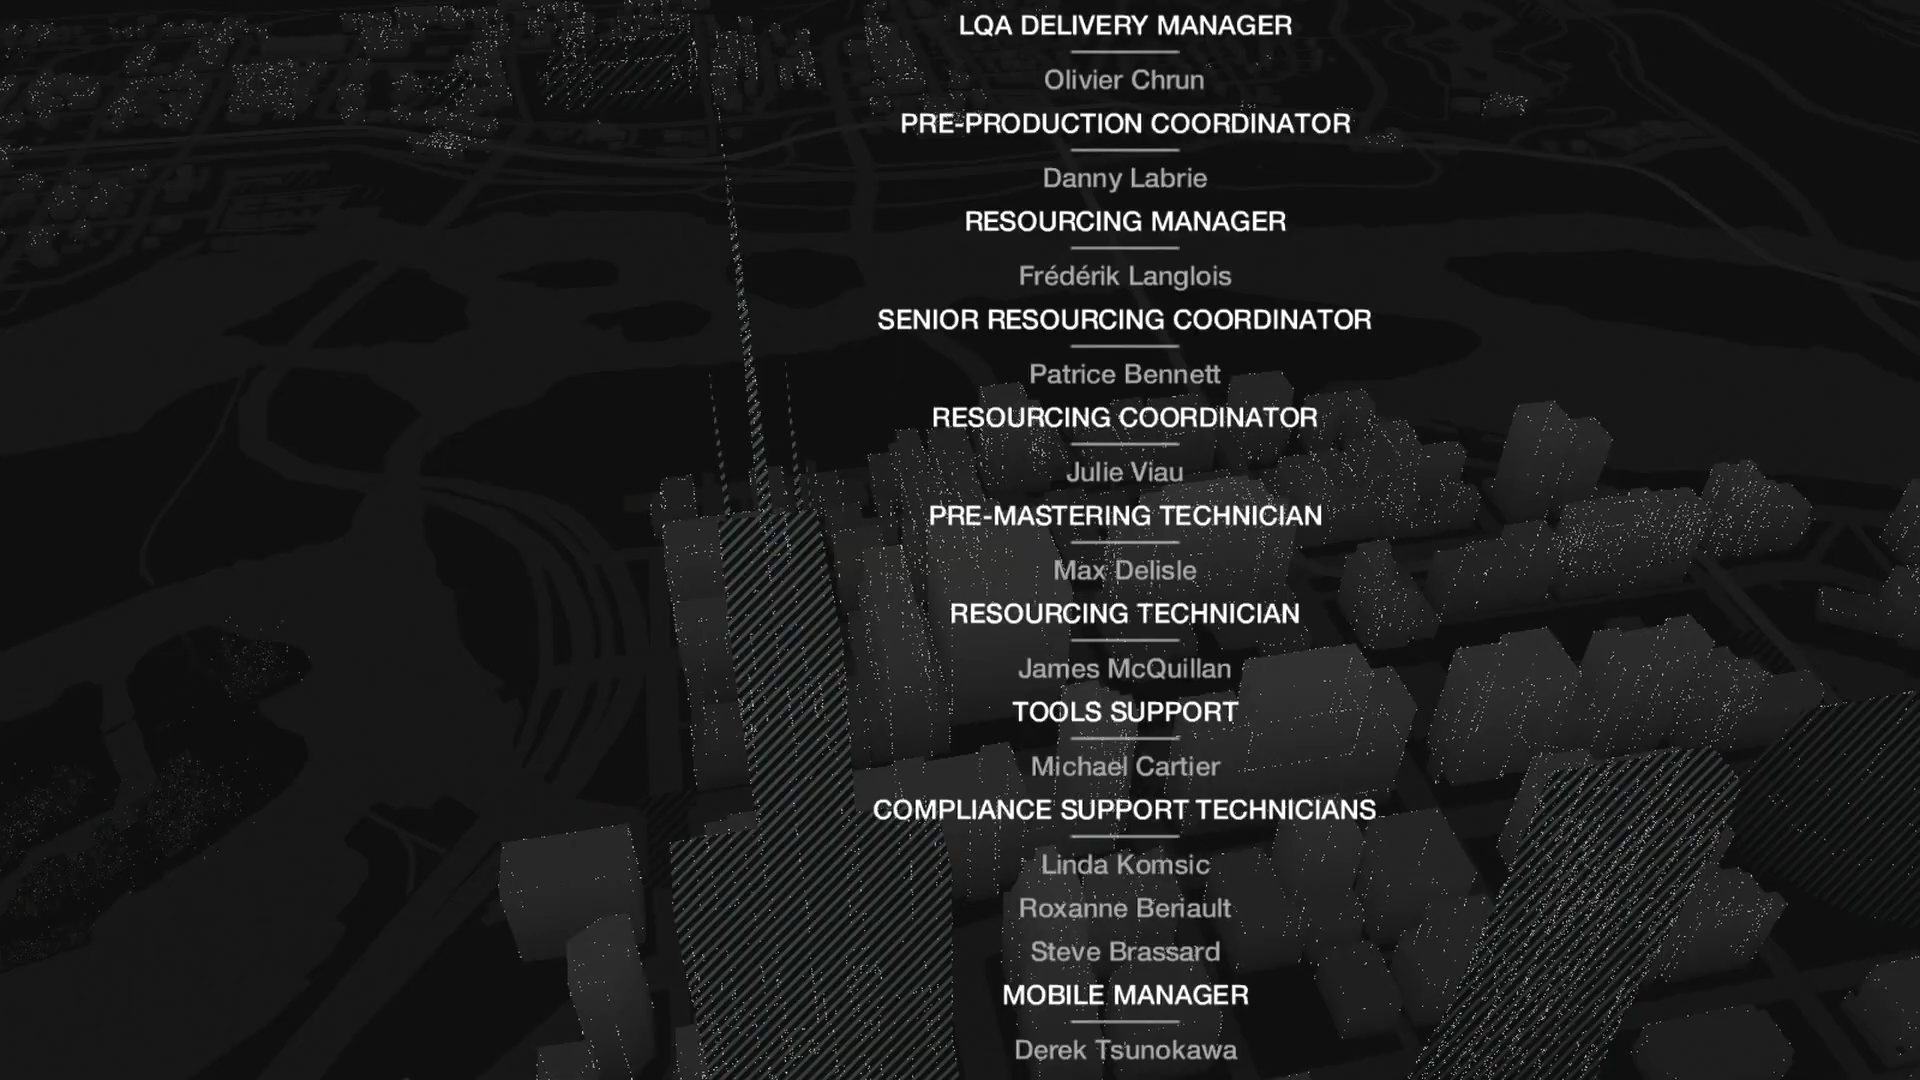 LQA DELIVERY MANAGER
Olivier Chrun
PRE-PRODUCTION COORDINATOR
Danny Labrie
RESOURCING MANAGER
Frédérik Langlois
SENIOR RESOURCING COORDINATOR
Patrice Bennett
RESOURCING COORDINATOR
Julie Viau
PRE-MASTERING TECHNICIAN
Max Delisle
RESOURCING TECHNICIAN
James McQuillan
TOOLS SUPPORT
Michael Cartier
COMPLIANCE SUPPORT TECHNICIANS
Linda Komsic
Roxanne Beriault
Steve Brassard
MOBILE MANAGER
Derek Tsunokawa